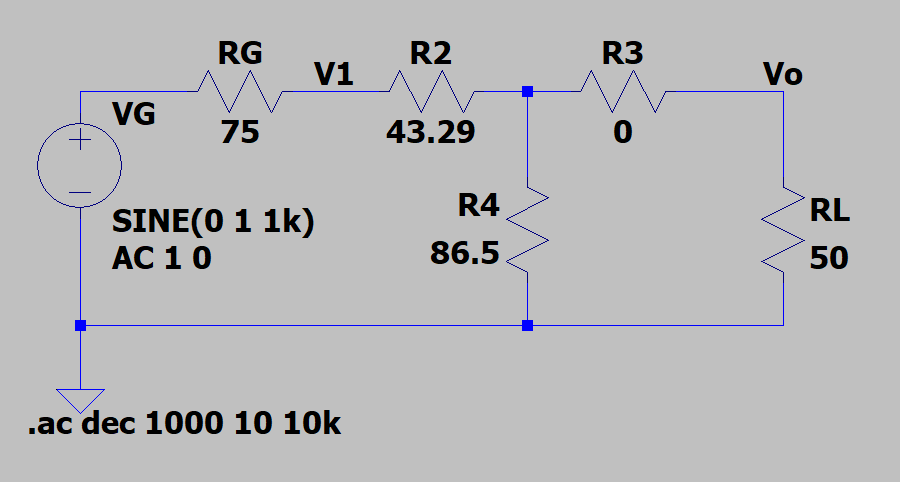 RG
R2
R3
V1
Vo
VG
75
43.29
0
R4
RL
SINE(0 1 1k)
AC 1 0
86.5
50
.ac dec 1000 10 10k